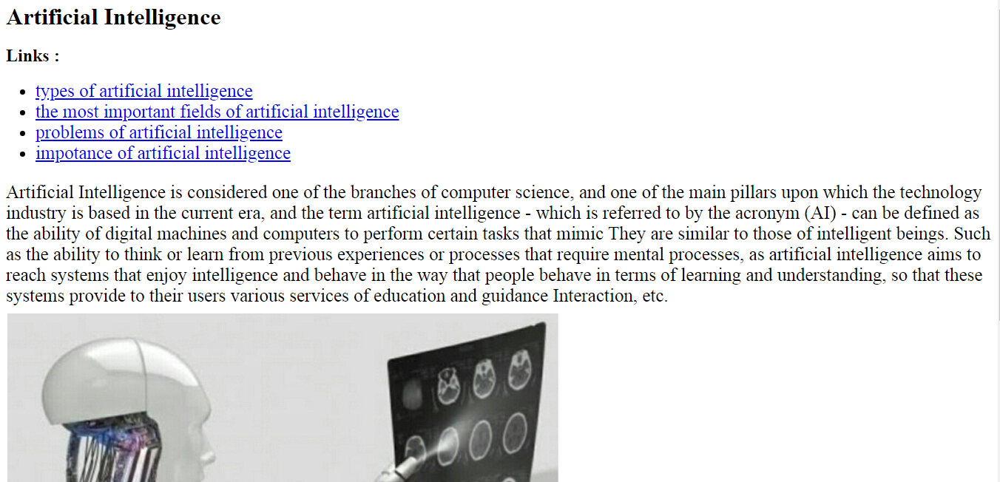 Artificial Intelligence
Links :
types of artificial intelligence
the most important fields of artificial intelligence
problems of artificial intelligence
impotance of artificial intelligence
Artificial Intelligence is considered one of the branches of computer science, and one of the main pillars upon which the technology
industry is based in the current era, and the term artificial intelligence - which is referred to by the acronym (AI) - can be defined as
the ability of digital machines and computers to perform certain tasks that mimic They are similar to those of intelligent beings. Such
as the ability to think or learn from previous experiences or processes that require mental processes, as artificial intelligence aims to
reach systems that enjoy intelligence and behave in the way that people behave in terms of learning and understanding, so that these
systems provide to their users various services of education and guidance Interaction, etc.